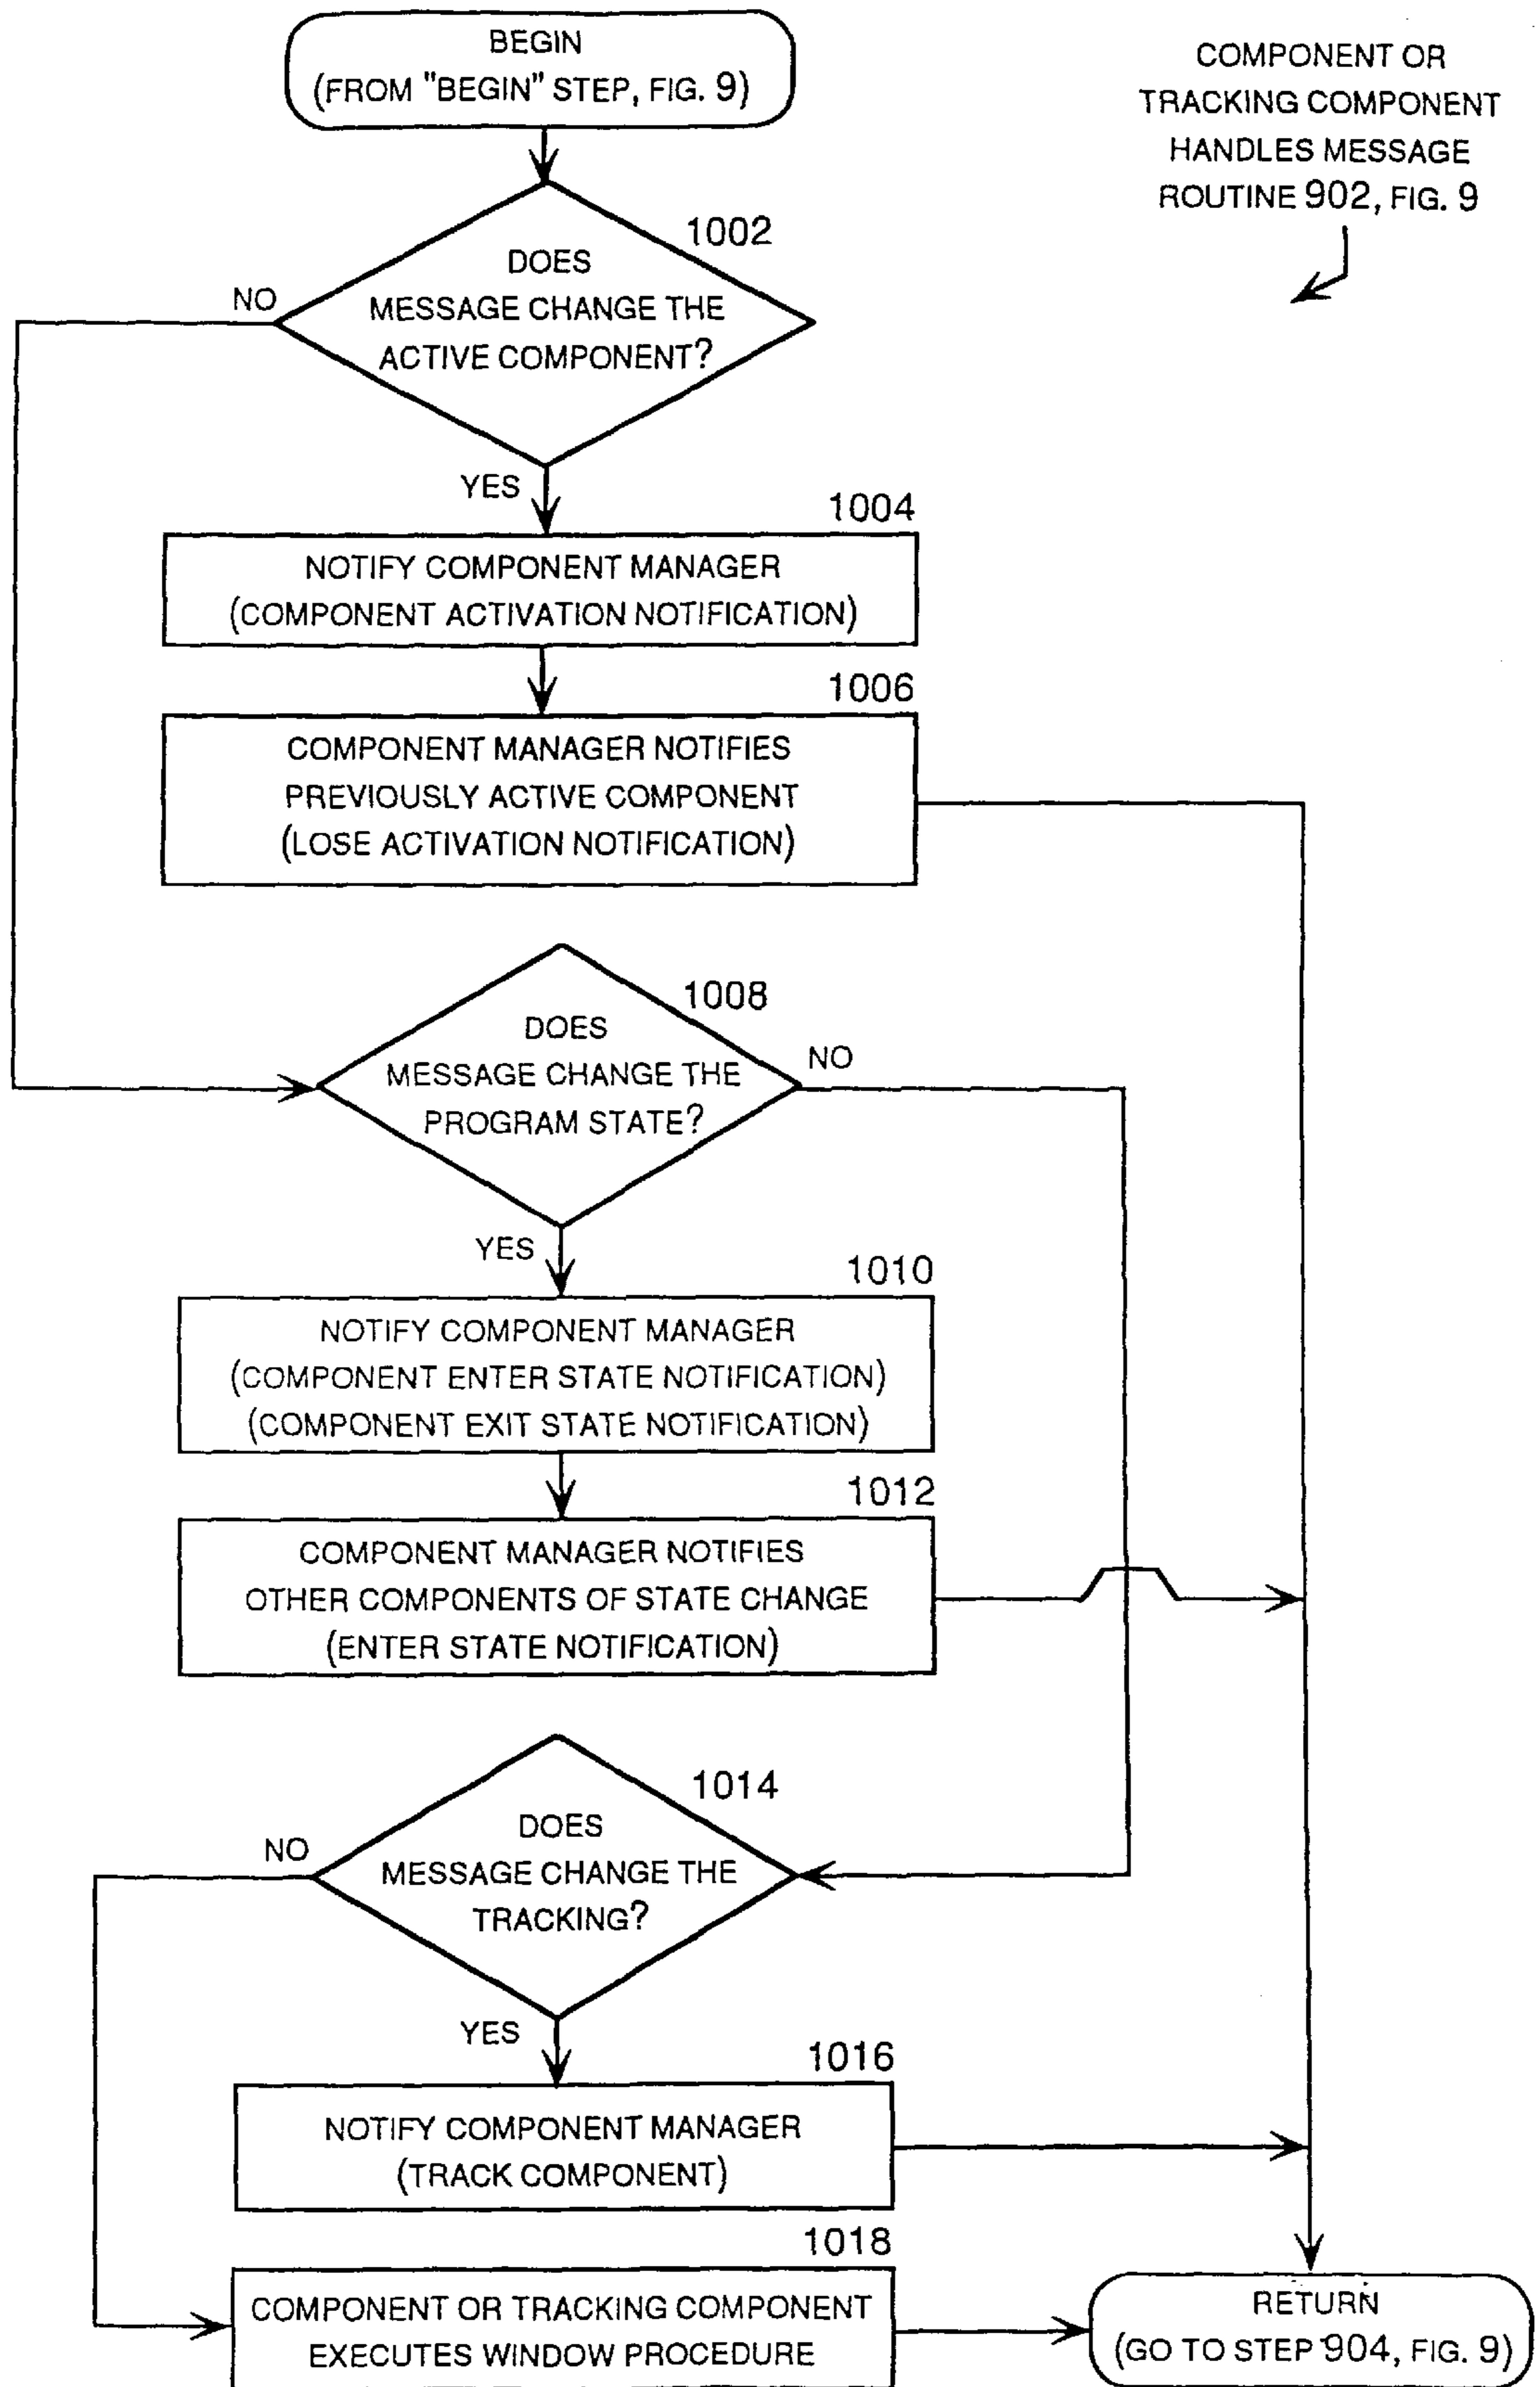 BEGIN
(FROM "BEGIN" STEP, FIG. 9)
COMPONENT OR
TRACKING COMPONENT
HANDLES MESSAGE
ROUTINE 902, FIG. 9
1002
DOES
MESSAGE CHANGE THE
ACTIVE COMPONENT?
NO
YES
1004
NOTIFY COMPONENT MANAGER
(COMPONENT ACTIVATION NOTIFICATION)
1006
COMPONENT MANAGER NOTIFIES
PREVIOUSLY ACTIVE COMPONENT
(LOSE ACTIVATION NOTIFICATION)
1008
DOES
MESSAGE CHANGE THE
PROGRAM STATE?
NO
YES
1010
NOTIFY COMPONENT MANAGER
(COMPONENT ENTER STATE NOTIFICATION)
(COMPONENT EXIT STATE NOTIFICATION)
1012
COMPONENT MANAGER NOTIFIES
OTHER COMPONENTS OF STATE CHANGE
(ENTER STATE NOTIFICATION)
1014
DOES
MESSAGE CHANGE THE
TRACKING?
NO
YES
1016
NOTIFY COMPONENT MANAGER
(TRACK COMPONENT)
1018
COMPONENT OR TRACKING COMPONENT
EXECUTES WINDOW PROCEDURE
RETURN
(GO TO STEP 904, FIG. 9)